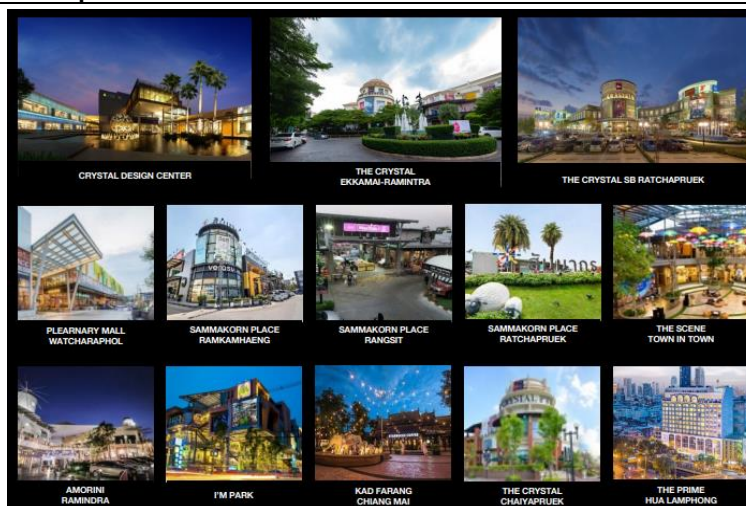 CRYSTAL DESIGN CENTER
THE CRYSTAL
EKKAMAI-RAMINTRA
THE CRYSTAL SB RATCHAPRUEK
PLEARNARY MALL
WATCHARAPHOL
SAMMAKORN PLACE
RAMKAMHAENG
SAMMAKORN PLACE
RANGSIT
SAMMAKORN PLACE
RATCHAPRUEK
THE SCENE
TOWN IN TOWN
AMORINI
RAMINDRA
I'M PARK
KAD FARANG
CHIANG MAI
THE CRYSTAL
CHAIYAPRUEK
THE PRIME
HUA LAMPHONG